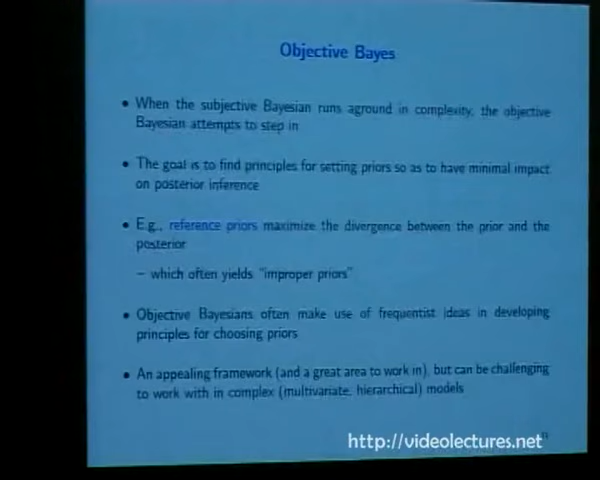 Objective Bayes
• When the subjective Bayesian runs aground in complexity, the objective
Bayesian attempts to step in
• The goal is to find principles for setting priors so as to have minimal impact
on posterior inference
• E.g., reference priors maximize the divergence between the prior and the
posterior
– which often yields "improper priors"
• Objective Bayesians often make use of frequentist ideas in developing
principles for choosing priors
• An appealing framework (and a great area to work in), but can be challenging
to work with in complex (multivariate, hierarchical) models
http://videolectures.net